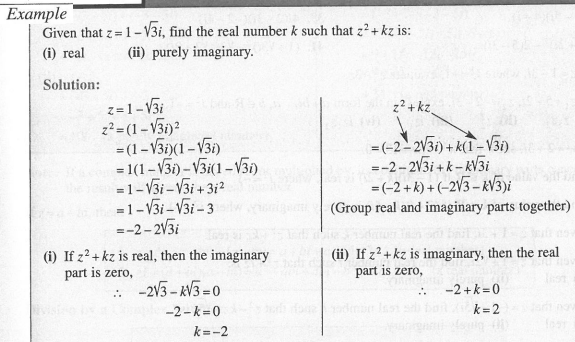 Example
Given that z = 1 – √3i, find the real number k such that z² + kz is:
(i) real (ii) purely imaginary.
Solution:
z = 1 – √3i
z² = (1 – √3i)²
= (1 – √3i)(1 – √3i)
= 1(1 – √3i) – √3i(1 – √3i)
= 1 – √3i – √3i + 3i²
= 1 – √3i – √3i – 3
= –2 – 2√3i
z² + kz
= (–2 – 2√3i) + k(1 – √3i)
= –2 – 2√3i + k – k√3i
= (–2 + k) + (–2√3 – k√3)i
(Group real and imaginary parts together)
(i) If z² + kz is real, then the imaginary
part is zero,
∴ –2√3 – k√3 = 0
–2 – k = 0
k = –2
(ii) If z² + kz is imaginary, then the real
part is zero,
∴ –2 + k = 0
k = 2